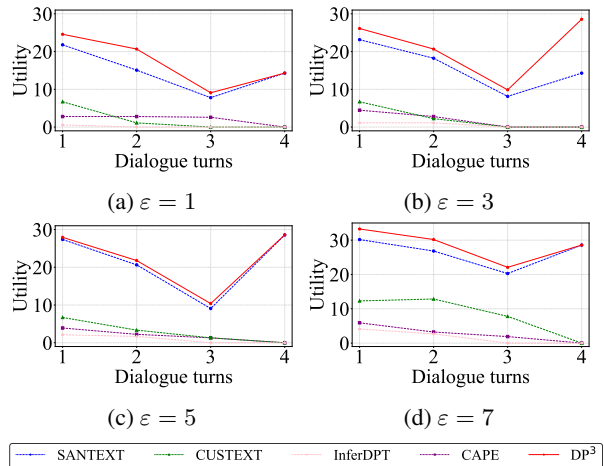 30
20
10
0
Utility
1 2 3 4
Dialogue turns
(a) ε = 1
30
20
10
0
Utility
1 2 3 4
Dialogue turns
(b) ε = 3
30
20
10
0
Utility
1 2 3 4
Dialogue turns
(c) ε = 5
30
20
10
0
Utility
1 2 3 4
Dialogue turns
(d) ε = 7
SANTEXT CUSTEXT InferDPT CAPE DP³